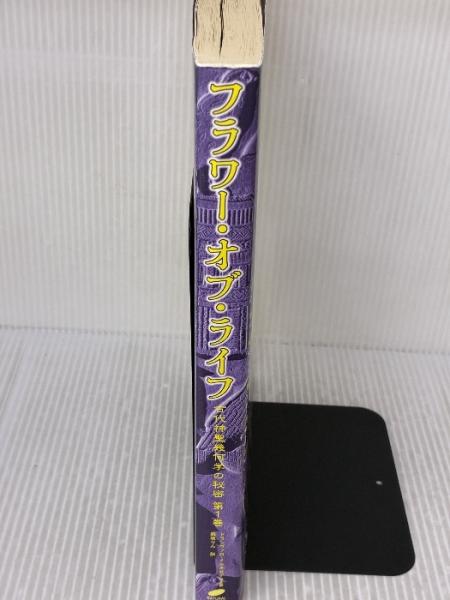 フラワー・オブ・ライフ
古代神聖幾何学の秘密 第1巻